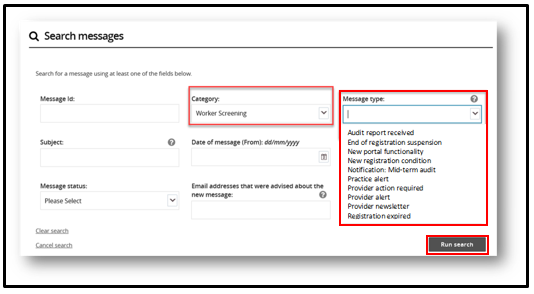 Search messages
Search for a message using at least one of the fields below.
Message Id:
Category:
Message type:
Worker Screening
Audit report received
End of registration suspension
New portal functionality
New registration condition
Notification: Mid-term audit
Practice alert
Provider action required
Provider alert
Provider newsletter
Registration expired
Subject:
Date of message (From): dd/mm/yyyy
Message status:
Email addresses that were advised about the
new message:
Please Select
Clear search
Cancel search
Run search